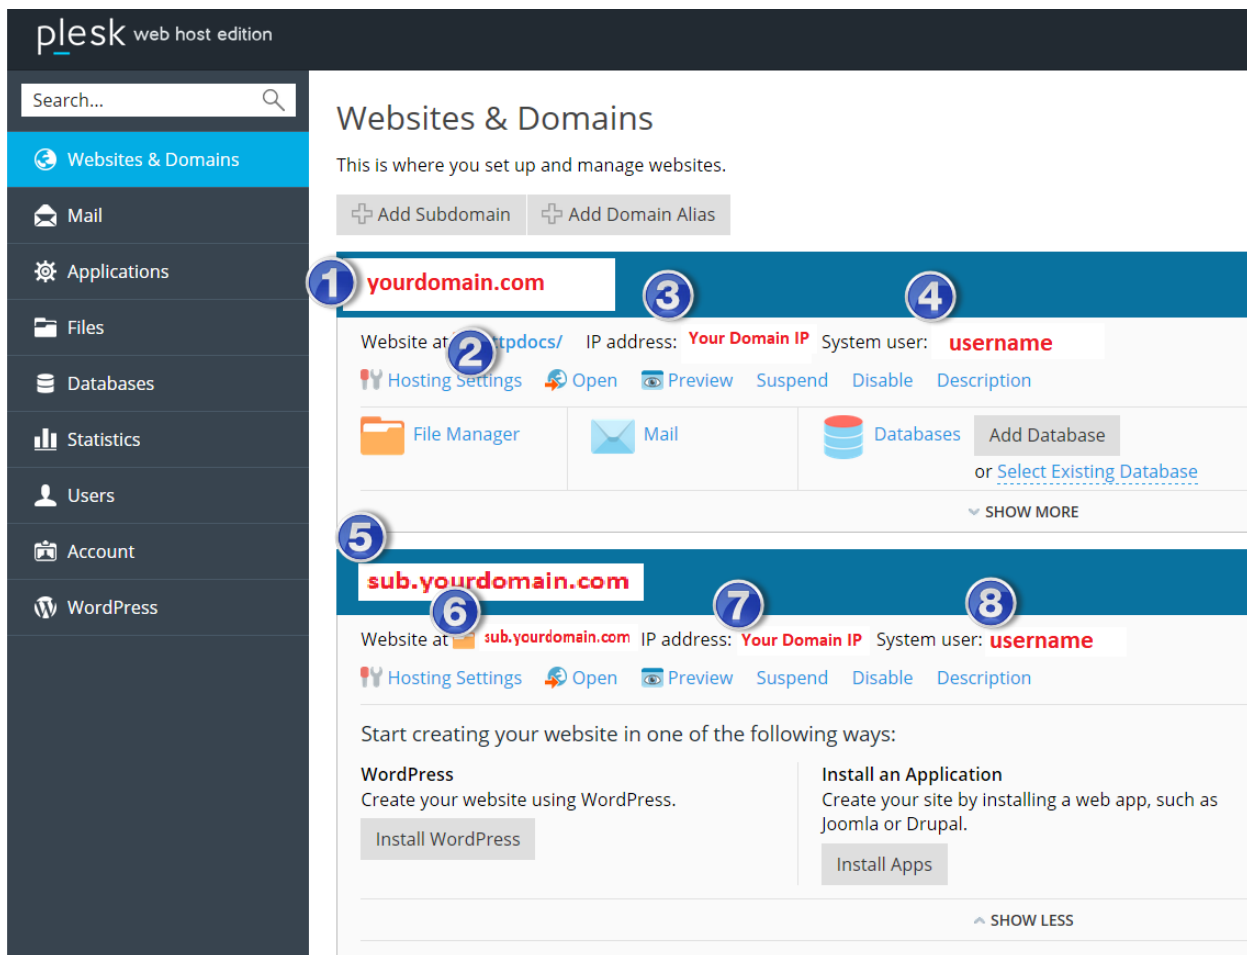 plesk web host edition
Search...
Websites & Domains
Mail
Applications
Files
Databases
Statistics
Users
Account
WordPress
Websites & Domains
This is where you set up and manage websites.
Add Subdomain Add Domain Alias
1 yourdomain.com 3 4
Website at 2 IP address: Your Domain IP System user: username
Hosting Settings Open Preview Suspend Disable Description
File Manager Mail Databases Add Database
or Select Existing Database
SHOW MORE
5
sub.yourdomain.com
6 7 8
Website at sub.yourdomain.com IP address: Your Domain IP System user: username
Hosting Settings Open Preview Suspend Disable Description
Start creating your website in one of the following ways:
WordPress
Create your website using WordPress.
Install WordPress
Install an Application
Create your site by installing a web app, such as
Joomla or Drupal.
Install Apps
SHOW LESS